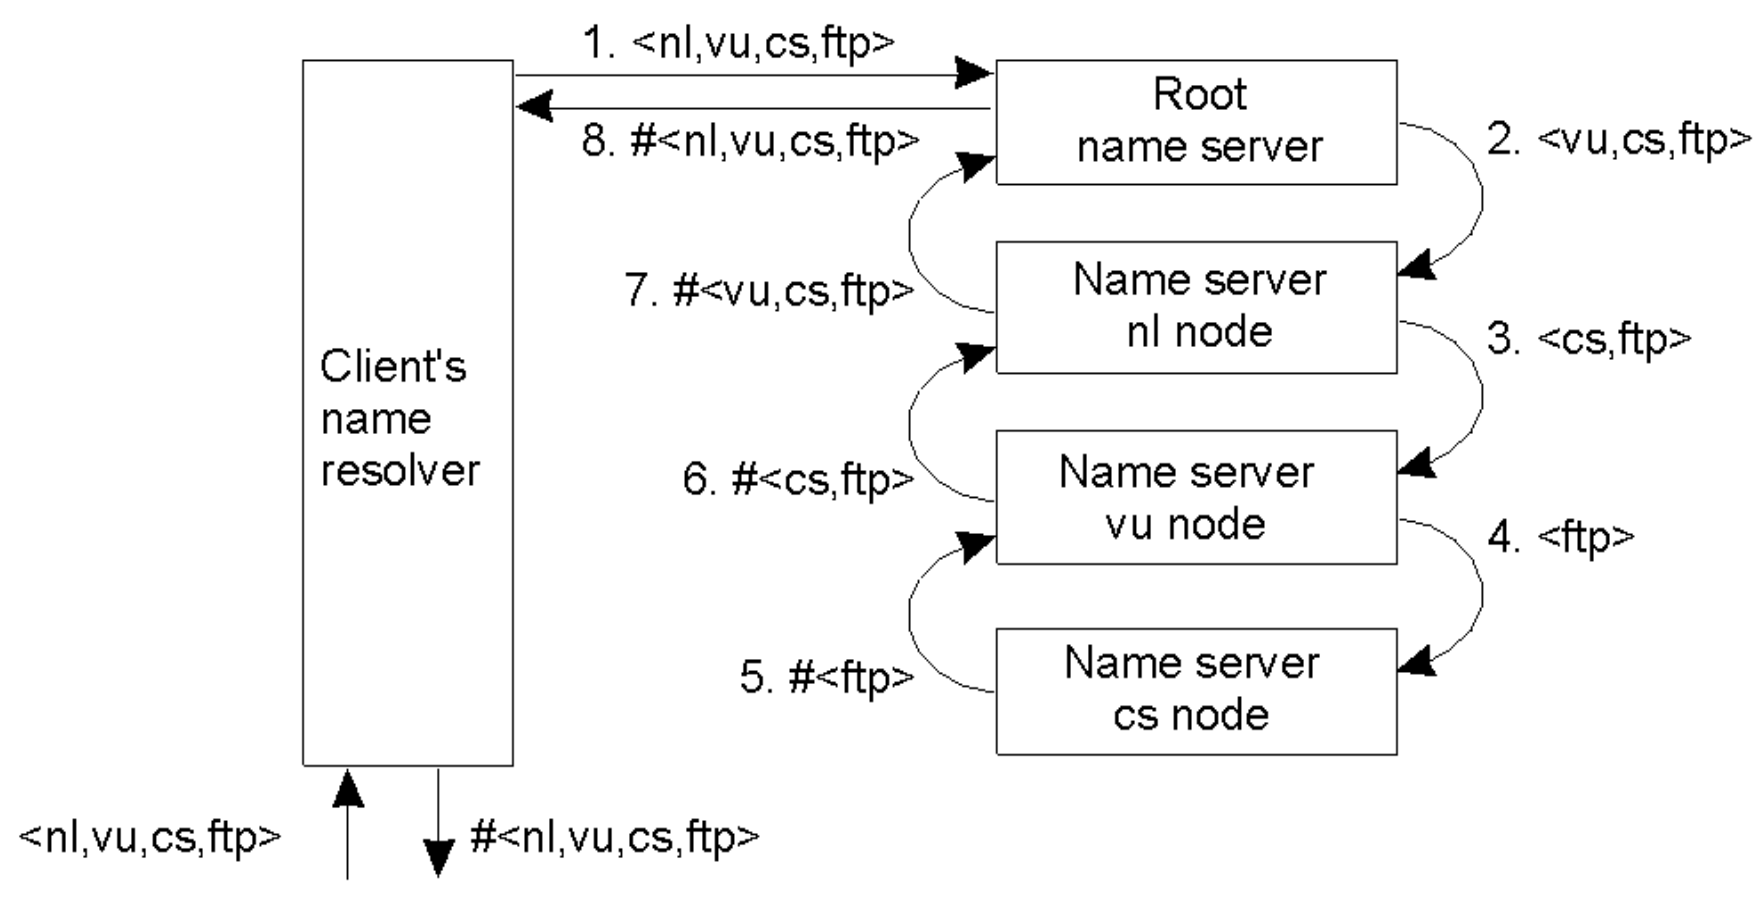 1. <nl,vu,cs,ftp>
8. #<nl,vu,cs,ftp>
Root
name server
2. <vu,cs,ftp>
7. #<vu,cs,ftp>
Name server
nl node
3. <cs,ftp>
Client's
name
resolver
6. #<cs,ftp>
Name server
vu node
4. <ftp>
5. #<ftp>
Name server
cs node
<nl,vu,cs,ftp>
#<nl,vu,cs,ftp>